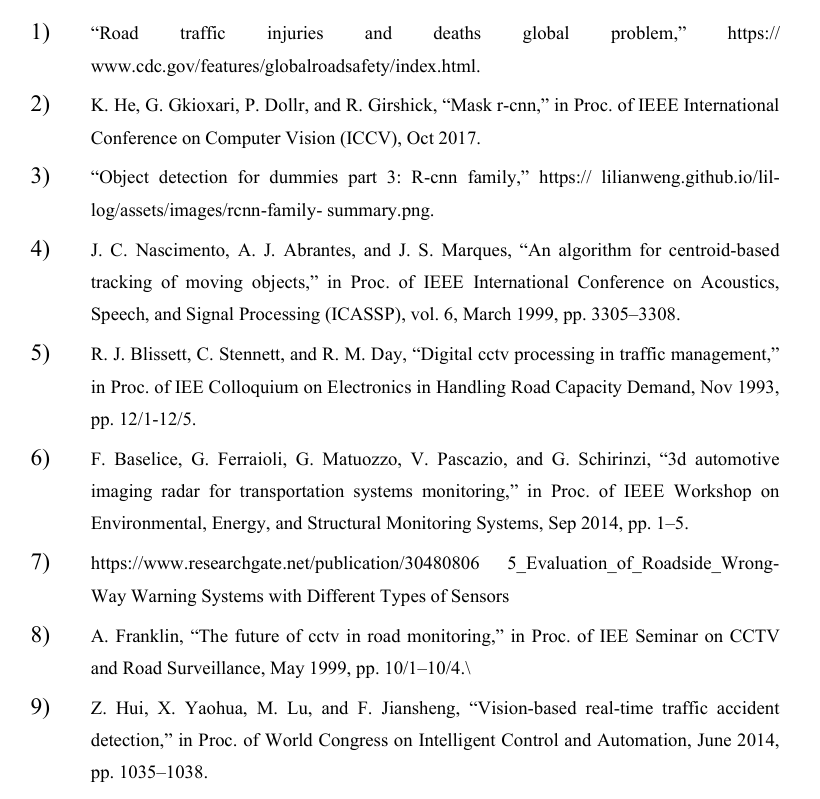 1) “Road traffic injuries and deaths global problem,” https://
www.cdc.gov/features/globalroadsafety/index.html.
2) K. He, G. Gkioxari, P. Dollr, and R. Girshick, “Mask r-cnn,” in Proc. of IEEE International
Conference on Computer Vision (ICCV), Oct 2017.
3) “Object detection for dummies part 3: R-cnn family,” https:// lilianweng.github.io/lil-
log/assets/images/rcnn-family- summary.png.
4) J. C. Nascimento, A. J. Abrantes, and J. S. Marques, “An algorithm for centroid-based
tracking of moving objects,” in Proc. of IEEE International Conference on Acoustics,
Speech, and Signal Processing (ICASSP), vol. 6, March 1999, pp. 3305–3308.
5) R. J. Blissett, C. Stennett, and R. M. Day, “Digital cctv processing in traffic management,”
in Proc. of IEE Colloquium on Electronics in Handling Road Capacity Demand, Nov 1993,
pp. 12/1-12/5.
6) F. Baselice, G. Ferraioli, G. Matuozzo, V. Pascazio, and G. Schirinzi, “3d automotive
imaging radar for transportation systems monitoring,” in Proc. of IEEE Workshop on
Environmental, Energy, and Structural Monitoring Systems, Sep 2014, pp. 1–5.
7) https://www.researchgate.net/publication/30480806 5_Evaluation_of_Roadside_Wrong-
Way Warning Systems with Different Types of Sensors
8) A. Franklin, “The future of cctv in road monitoring,” in Proc. of IEE Seminar on CCTV
and Road Surveillance, May 1999, pp. 10/1–10/4.\
9) Z. Hui, X. Yaohua, M. Lu, and F. Jiansheng, “Vision-based real-time traffic accident
detection,” in Proc. of World Congress on Intelligent Control and Automation, June 2014,
pp. 1035–1038.